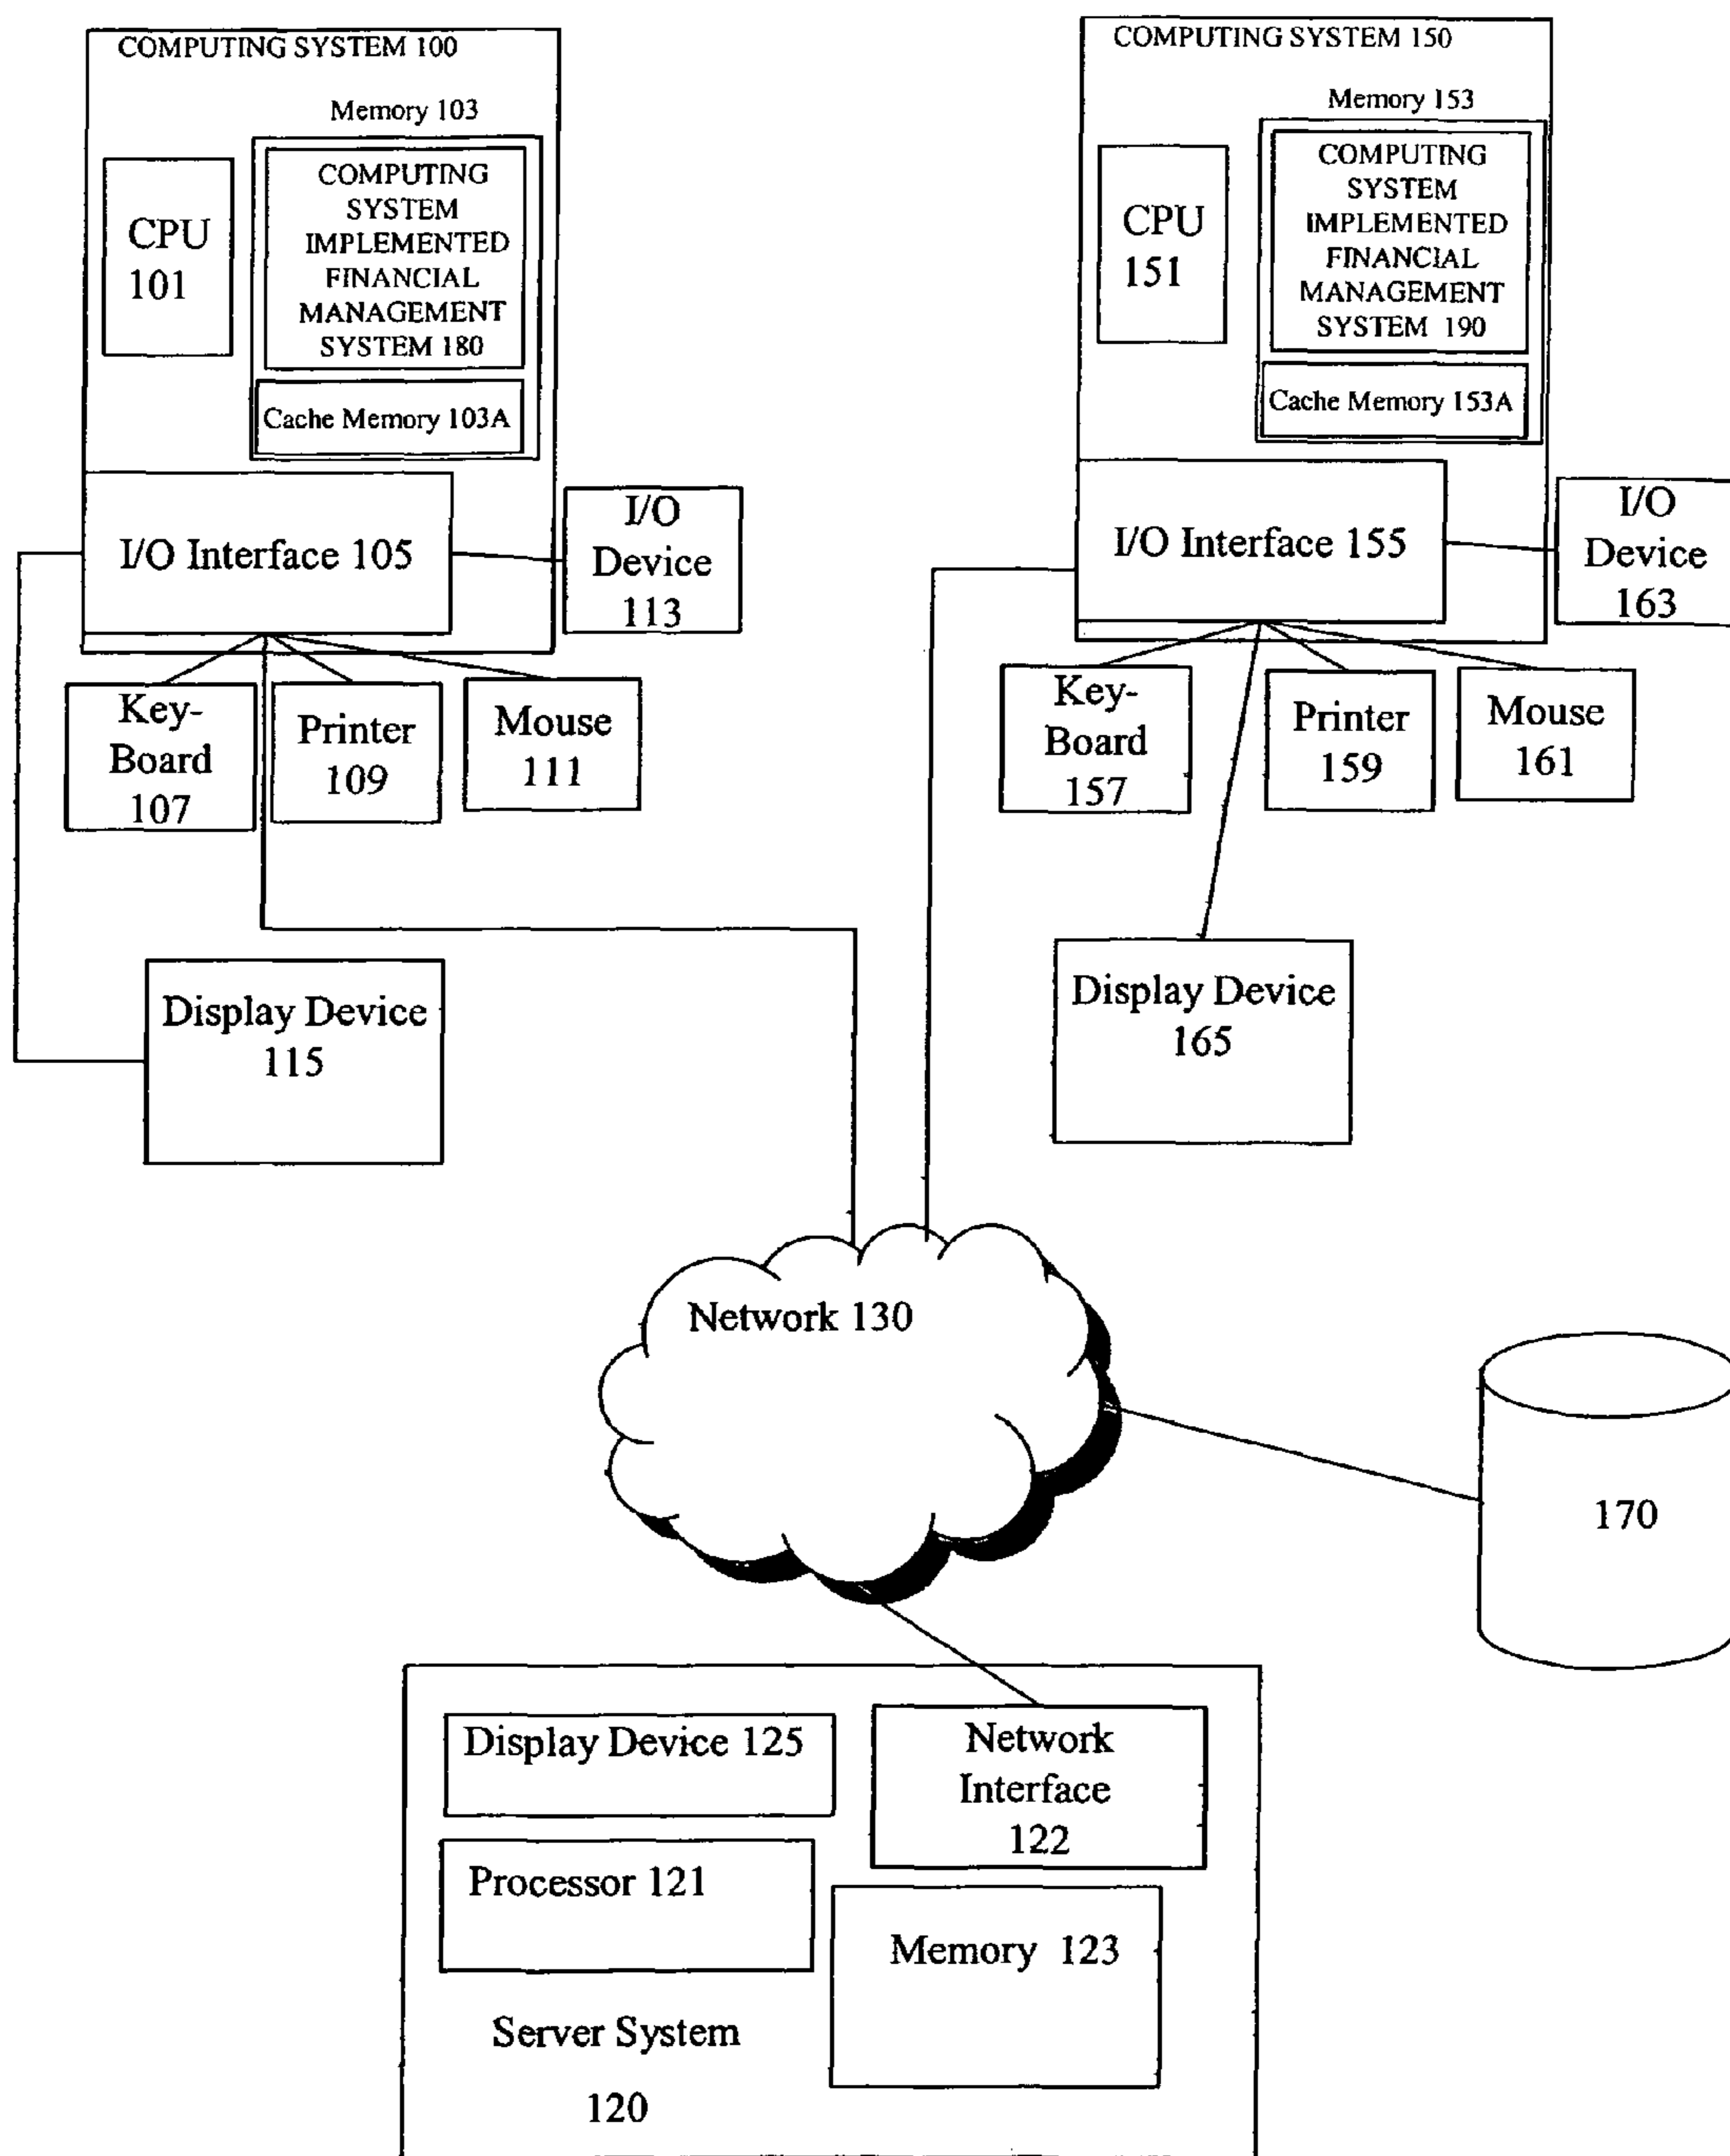 COMPUTING SYSTEM 100
Memory 103
CPU
101
COMPUTING
SYSTEM
IMPLEMENTED
FINANCIAL
MANAGEMENT
SYSTEM 180
Cache Memory 103A
I/O Interface 105
I/O
Device
113
Key-
Board
107
Printer
109
Mouse
111
Display Device
115
COMPUTING SYSTEM 150
Memory 153
CPU
151
COMPUTING
SYSTEM
IMPLEMENTED
FINANCIAL
MANAGEMENT
SYSTEM 190
Cache Memory 153A
I/O Interface 155
I/O
Device
163
Key-
Board
157
Printer
159
Mouse
161
Display Device
165
Network 130
170
Display Device 125
Network
Interface
122
Processor 121
Memory 123
Server System
120